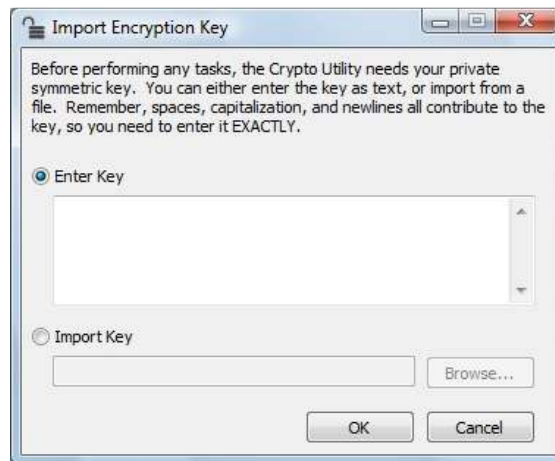 Import Encryption Key
Before performing any tasks, the Crypto Utility needs your private
symmetric key. You can either enter the key as text, or import from a
file. Remember, spaces, capitalization, and newlines all contribute to the
key, so you need to enter it EXACTLY.
Enter Key
Import Key
Browse...
OK
Cancel